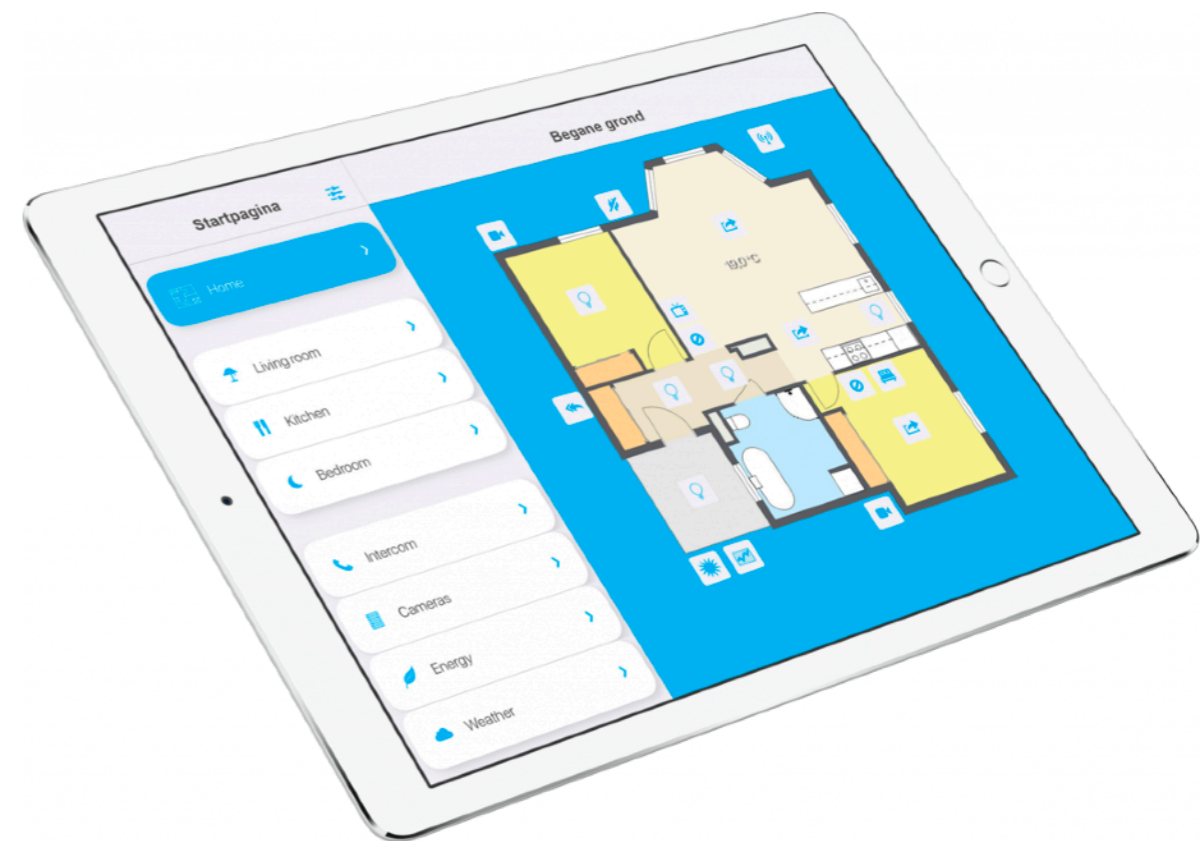 Startpagina
Begane grond
Home
Living room
Kitchen
Bedroom
Intercom
Cameras
Energy
Weather
19,0 °C